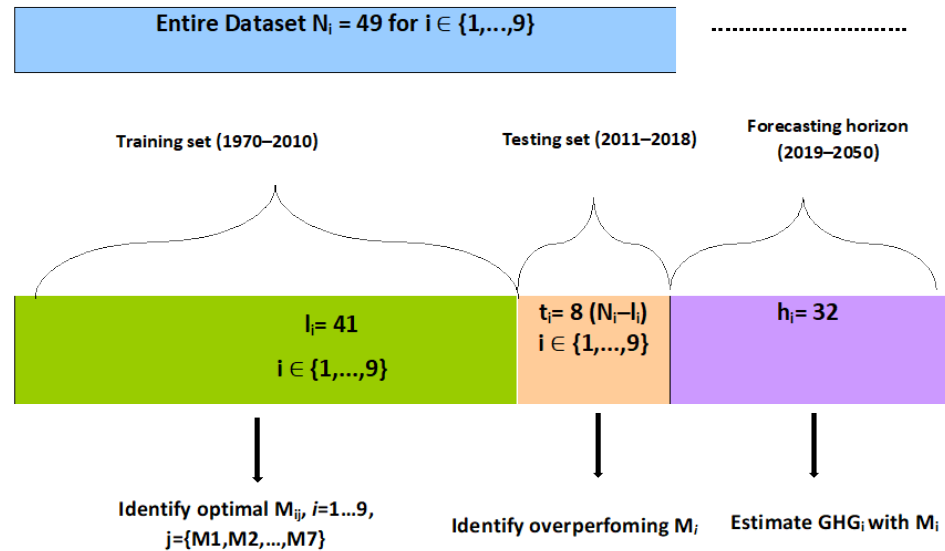 Entire Dataset Nᵢ = 49 for i ∈ {1,...,9}
Training set (1970–2010)
Testing set (2011–2018)
Forecasting horizon
(2019–2050)
lᵢ= 41
i ∈ {1,...,9}
tᵢ= 8 (Nᵢ–lᵢ)
i ∈ {1,...,9}
hᵢ= 32
Identify optimal Mᵢⱼ, i=1...9,
j={M1,M2,...,M7}
Identify overperfoming Mᵢ
Estimate GHGᵢ with Mᵢ